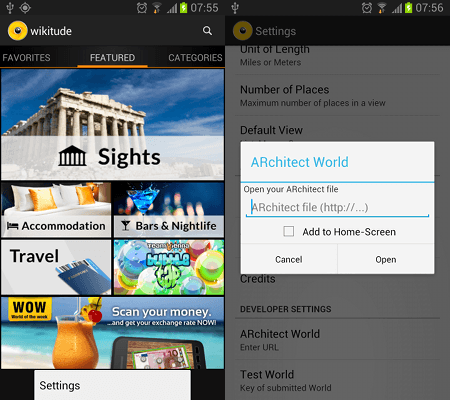 07:55
wikitude
FAVORITES
FEATURED
CATEGORIES
Sights
Accommodation
Bars & Nightlife
Travel
Team Arena
BUBBLE
WOW
World of the week
Scan your money.
...and get your exchange rate NOW!
Settings
07:56
Settings
Unit of Length
Miles or Meters
Number of Places
Maximum number of places in a view
Default View
ARchitect World
Open your ARchitect file
ARchitect file (http://...)
Add to Home-Screen
Cancel
Open
Credits
DEVELOPER SETTINGS
ARchitect World
Enter URL
Test World
Key of submitted World